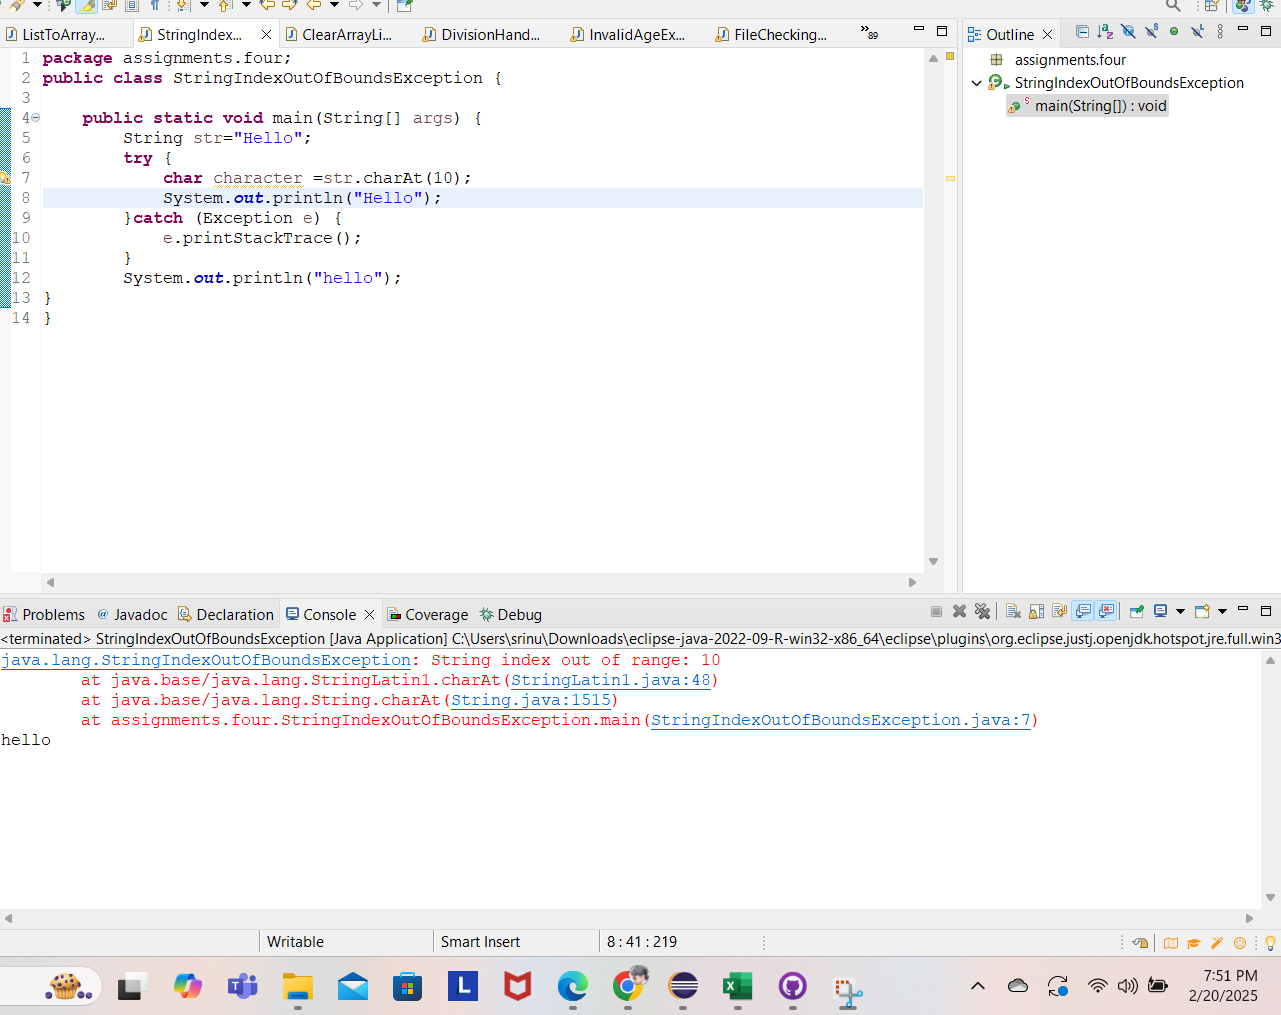 ListToArray...
StringIndex...
ClearArrayLi...
DivisionHand...
InvalidAgeEx...
FileChecking...
»89
Outline
1 package assignments.four;
2 public class StringIndexOutOfBoundsException {
3
4 public static void main(String[] args) {
5 String str="Hello";
6 try {
7 char character =str.charAt(10);
8 System.out.println("Hello");
9 }catch (Exception e) {
10 e.printStackTrace();
11 }
12 System.out.println("hello");
13 }
14 }
assignments.four
StringIndexOutOfBoundsException
main(String[]) : void
Problems
@ Javadoc
Declaration
Console
Coverage
Debug
<terminated> StringIndexOutOfBoundsException [Java Application] C:\Users\srinu\Downloads\eclipse-java-2022-09-R-win32-x86_64\eclipse\plugins\org.eclipse.justj.openjdk.hotspot.jre.full.win3
java.lang.StringIndexOutOfBoundsException: String index out of range: 10
at java.base/java.lang.StringLatin1.charAt(StringLatin1.java:48)
at java.base/java.lang.String.charAt(String.java:1515)
at assignments.four.StringIndexOutOfBoundsException.main(StringIndexOutOfBoundsException.java:7)
hello
Writable
Smart Insert
8 : 41 : 219
7:51 PM
2/20/2025